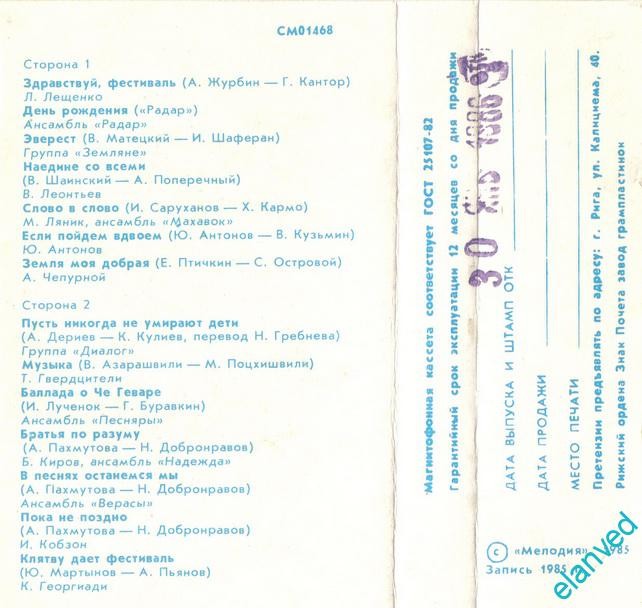 СМ01468
Сторона 1
Здравствуй, фестиваль (А. Журбин — Г. Кантор)
Л. Лещенко
День рождения («Радар»)
Ансамбль «Радар»
Эверест (В. Матецкий — И. Шаферан)
Группа «Земляне»
Наедине со всеми
(В. Шаинский — А. Поперечный)
В. Леонтьев
Слово в слово (И. Саруханов — Х. Кармо)
М. Ляник, ансамбль «Махавок»
Если пойдем вдвоем (Ю. Антонов — В. Кузьмин)
Ю. Антонов
Земля моя добрая (Е. Птичкин — С. Островой)
А. Чепурной
Сторона 2
Пусть никогда не умирают дети
(А. Дериев — К. Кулиев, перевод Н. Гребнева)
Группа «Диалог»
Музыка (В. Азарашвили — М. Поцхишвили)
Т. Гвердцители
Баллада о Че Геваре
(И. Лученок — Г. Буравкин)
Ансамбль «Песняры»
Братья по разуму
(А. Пахмутова — Н. Добронравов)
Б. Киров, ансамбль «Надежда»
В песнях останемся мы
(А. Пахмутова — Н. Добронравов)
Ансамбль «Верасы»
Пока не поздно
(А. Пахмутова — Н. Добронравов)
И. Кобзон
Клятву дает фестиваль
(Ю. Мартынов — А. Пьянов)
К. Георгиади
Магнитофонная кассета соответствует ГОСТ 25107-82
Гарантийный срок эксплуатации 12 месяцев со дня продажи
30 ЯНВ 1986 ОТК
ДАТА ВЫПУСКА И ШТАМП ОТК
ДАТА ПРОДАЖИ
МЕСТО ПЕЧАТИ
Претензии предъявлять по адресу: г. Рига, ул. Капициема, 40.
Рижский ордена Знак Почета завод грампластинок
© «Мелодия» 1985
Запись 1985 г.
elanved